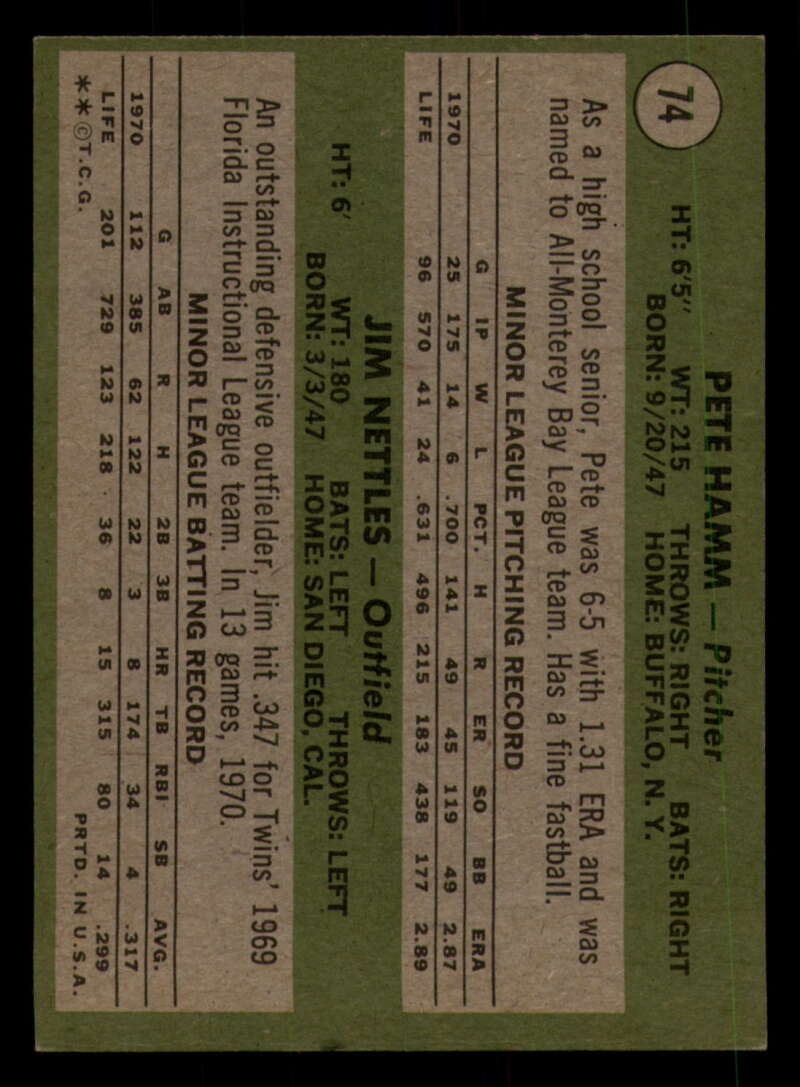 74
PETE HAMM — Pitcher
HT: 6'5" WT: 215 THROWS: RIGHT BATS: RIGHT
BORN: 9/20/47 HOME: BUFFALO, N. Y.
As a high school senior, Pete was 6-5 with 1.31 ERA and was
named to All-Monterey Bay League team. Has a fine fastball.
MINOR LEAGUE PITCHING RECORD
G IP W L PCT. H R ER SO BB ERA
1970 25 175 14 6 .700 141 49 45 119 49 2.87
LIFE 96 570 41 24 .631 496 215 183 438 177 2.89
JIM NETTLES — Outfield
HT: 6' WT: 180 BATS: LEFT THROWS: LEFT
BORN: 3/3/47 HOME: SAN DIEGO, CAL.
An outstanding defensive outfielder, Jim hit .347 for Twins' 1969
Florida Instructional League team. In 13 games, 1970.
MINOR LEAGUE BATTING RECORD
G AB R H 2B 3B HR TB RBI SB AVG.
1970 112 385 62 122 22 3 8 174 34 4 .317
LIFE 201 729 123 218 36 8 15 315 80 14 .299
**©T.C.G. PRTD. IN U.S.A.